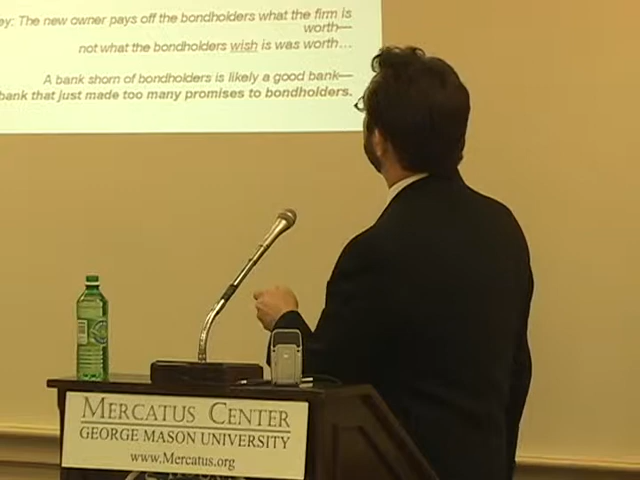 ey: The new owner pays off the bondholders what the firm is
worth—
not what the bondholders wish is was worth…
A bank shorn of bondholders is likely a good bank—
bank that just made too many promises to bondholders.
MERCATUS CENTER
GEORGE MASON UNIVERSITY
www.Mercatus.org